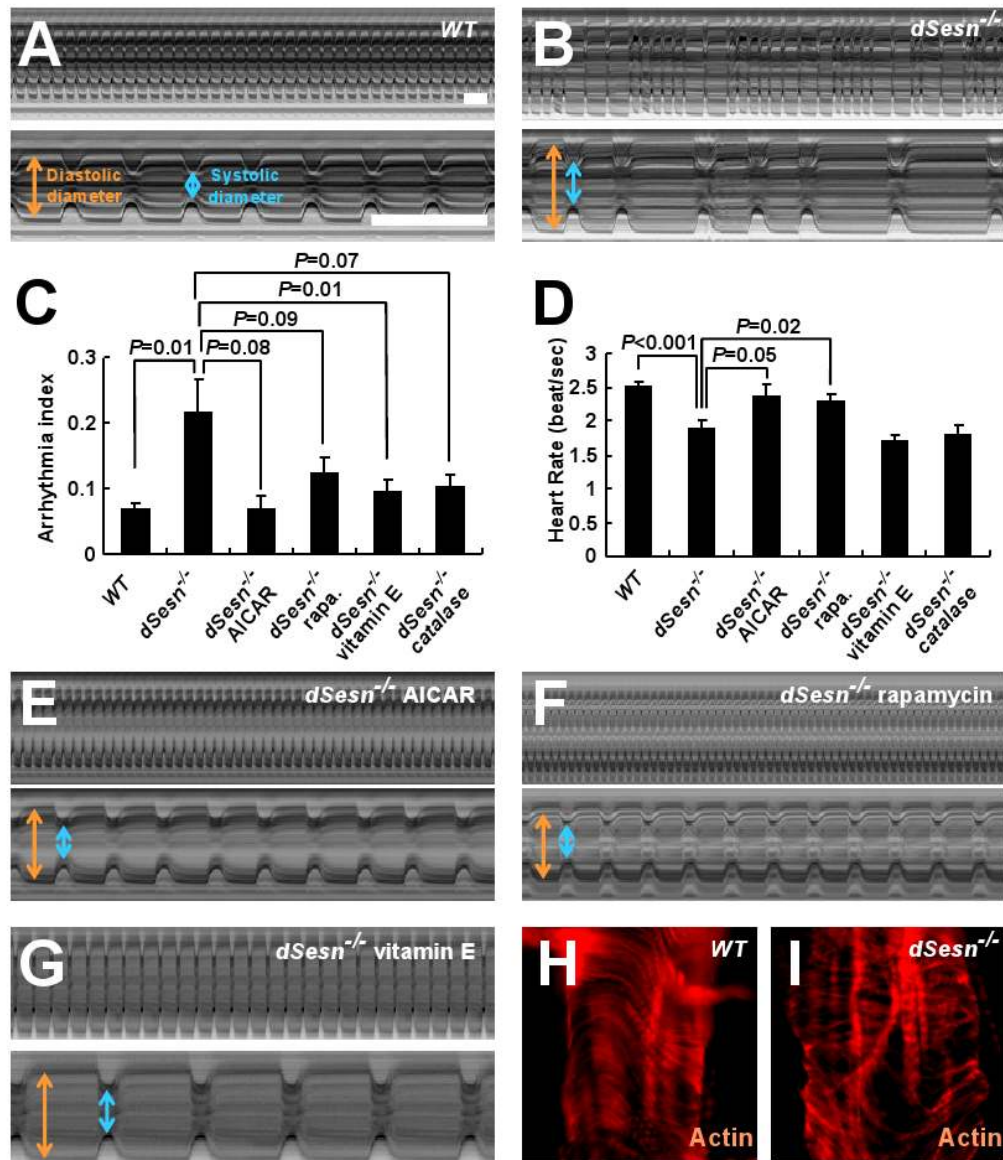 A
WT
Diastolic
diameter
Systolic
diameter
B
dSesn-/-
C
P=0.07
P=0.01
P=0.09
P=0.01
P=0.08
Arrhythmia index
0.3
0.2
0.1
0
WT
dSesn-/-
dSesn-/-
AICAR
dSesn-/-
rapa.
dSesn-/-
vitamin E
dSesn-/-
catalase
D
P<0.001
P=0.02
P=0.05
Heart Rate (beat/sec)
3
2.5
2
1.5
1
0.5
0
WT
dSesn-/-
dSesn-/-
AICAR
dSesn-/-
rapa.
dSesn-/-
vitamin E
dSesn-/-
catalase
E
dSesn-/- AICAR
F
dSesn-/- rapamycin
G
dSesn-/- vitamin E
H
WT
Actin
I
dSesn-/-
Actin